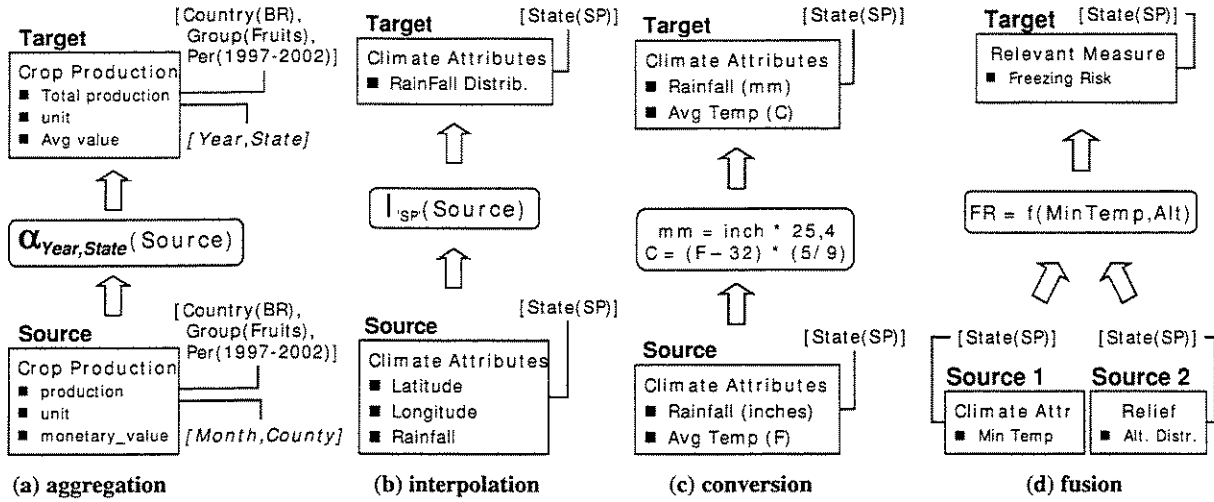 [Country(BR),
Group(Fruits),
Per(1997-2002)]
Target
Crop Production
■ Total production
■ unit
■ Avg value
[Year,State]
αYear,State(Source)
[Country(BR),
Group(Fruits),
Per(1997-2002)]
Source
Crop Production
■ production
■ unit
■ monetary_value
[Month,County]
(a) aggregation
[State(SP)]
Target
Climate Attributes
■ RainFall Distrib.
I'SP(Source)
[State(SP)]
Source
Climate Attributes
■ Latitude
■ Longitude
■ Rainfall
(b) interpolation
[State(SP)]
Target
Climate Attributes
■ Rainfall (mm)
■ Avg Temp (C)
mm = inch * 25,4
C = (F-32) * (5/9)
[State(SP)]
Source
Climate Attributes
■ Rainfall (inches)
■ Avg Temp (F)
(c) conversion
[State(SP)]
Target
Relevant Measure
■ Freezing Risk
FR = f(MinTemp,Alt)
[State(SP)]
Source 1
Climate Attr
■ Min Temp
[State(SP)]
Source 2
Relief
■ Alt. Distr.
(d) fusion